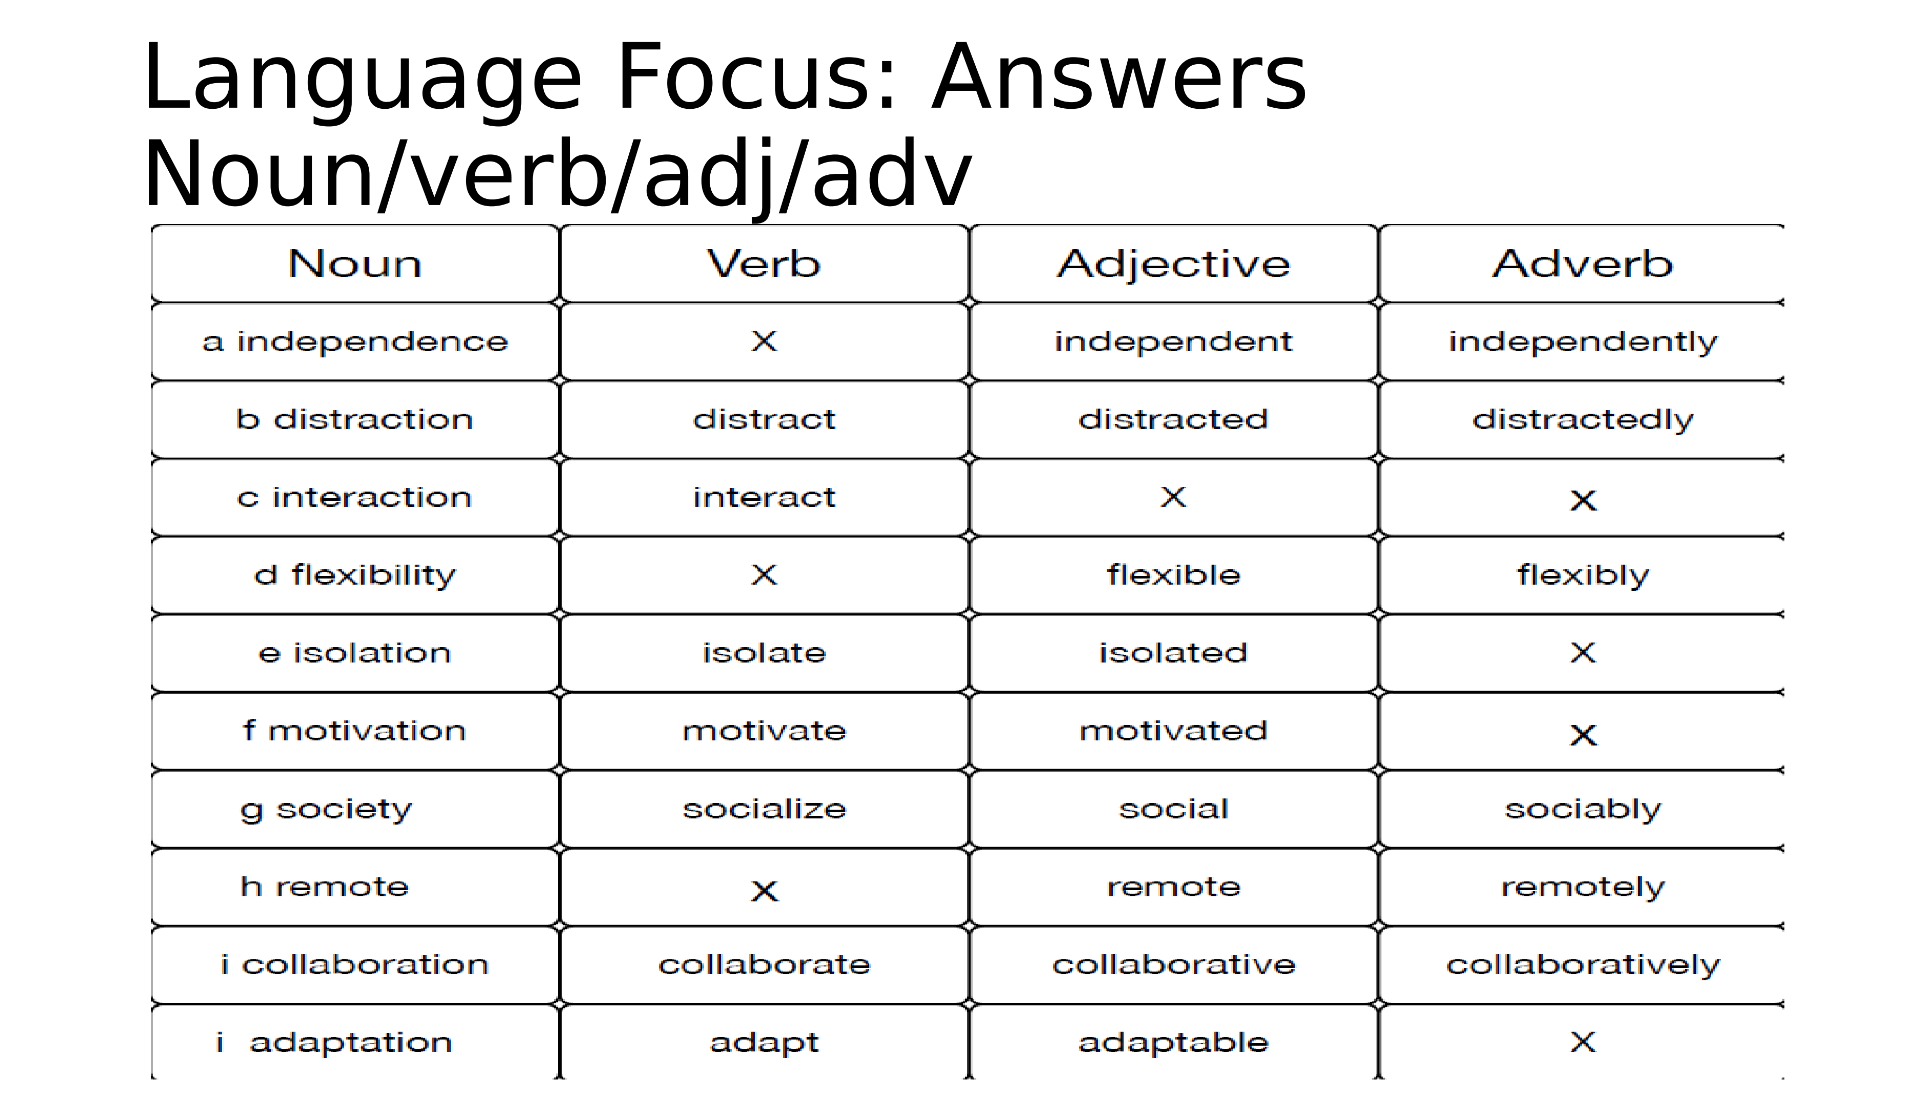 Language Focus: Answers
Noun/verb/adj/adv
Noun Verb Adjective Adverb
a independence X independent independently
b distraction distract distracted distractedly
c interaction interact X x
d flexibility X flexible flexibly
e isolation isolate isolated X
f motivation motivate motivated x
g society socialize social sociably
h remote x remote remotely
i collaboration collaborate collaborative collaboratively
i adaptation adapt adaptable X